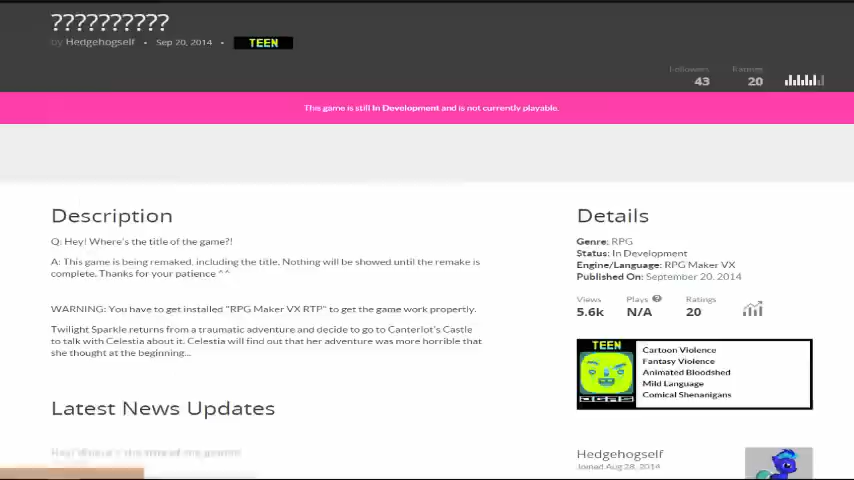 ??????????
by Hedgehogself • Sep 20, 2014 • TEEN
Followers Ratings
43 20
This game is still In Development and is not currently playable.
Description
Q: Hey! Where's the title of the game?!
A: This game is being remaked, including the title. Nothing will be showed until the remake is
complete. Thanks for your patience ^^
WARNING: You have to get installed "RPG Maker VX RTP" to get the game work propertly.
Twilight Sparkle returns from a traumatic adventure and decide to go to Canterlot's Castle
to talk with Celestia about it. Celestia will find out that her adventure was more horrible that
she thought at the beginning...
Latest News Updates
Details
Genre: RPG
Status: In Development
Engine/Language: RPG Maker VX
Published On: September 20, 2014
Views Plays ? Ratings
5.6k N/A 20
TEEN
Cartoon Violence
Fantasy Violence
Animated Bloodshed
Mild Language
Comical Shenanigans
Hedgehogself
Joined Aug 28, 2014